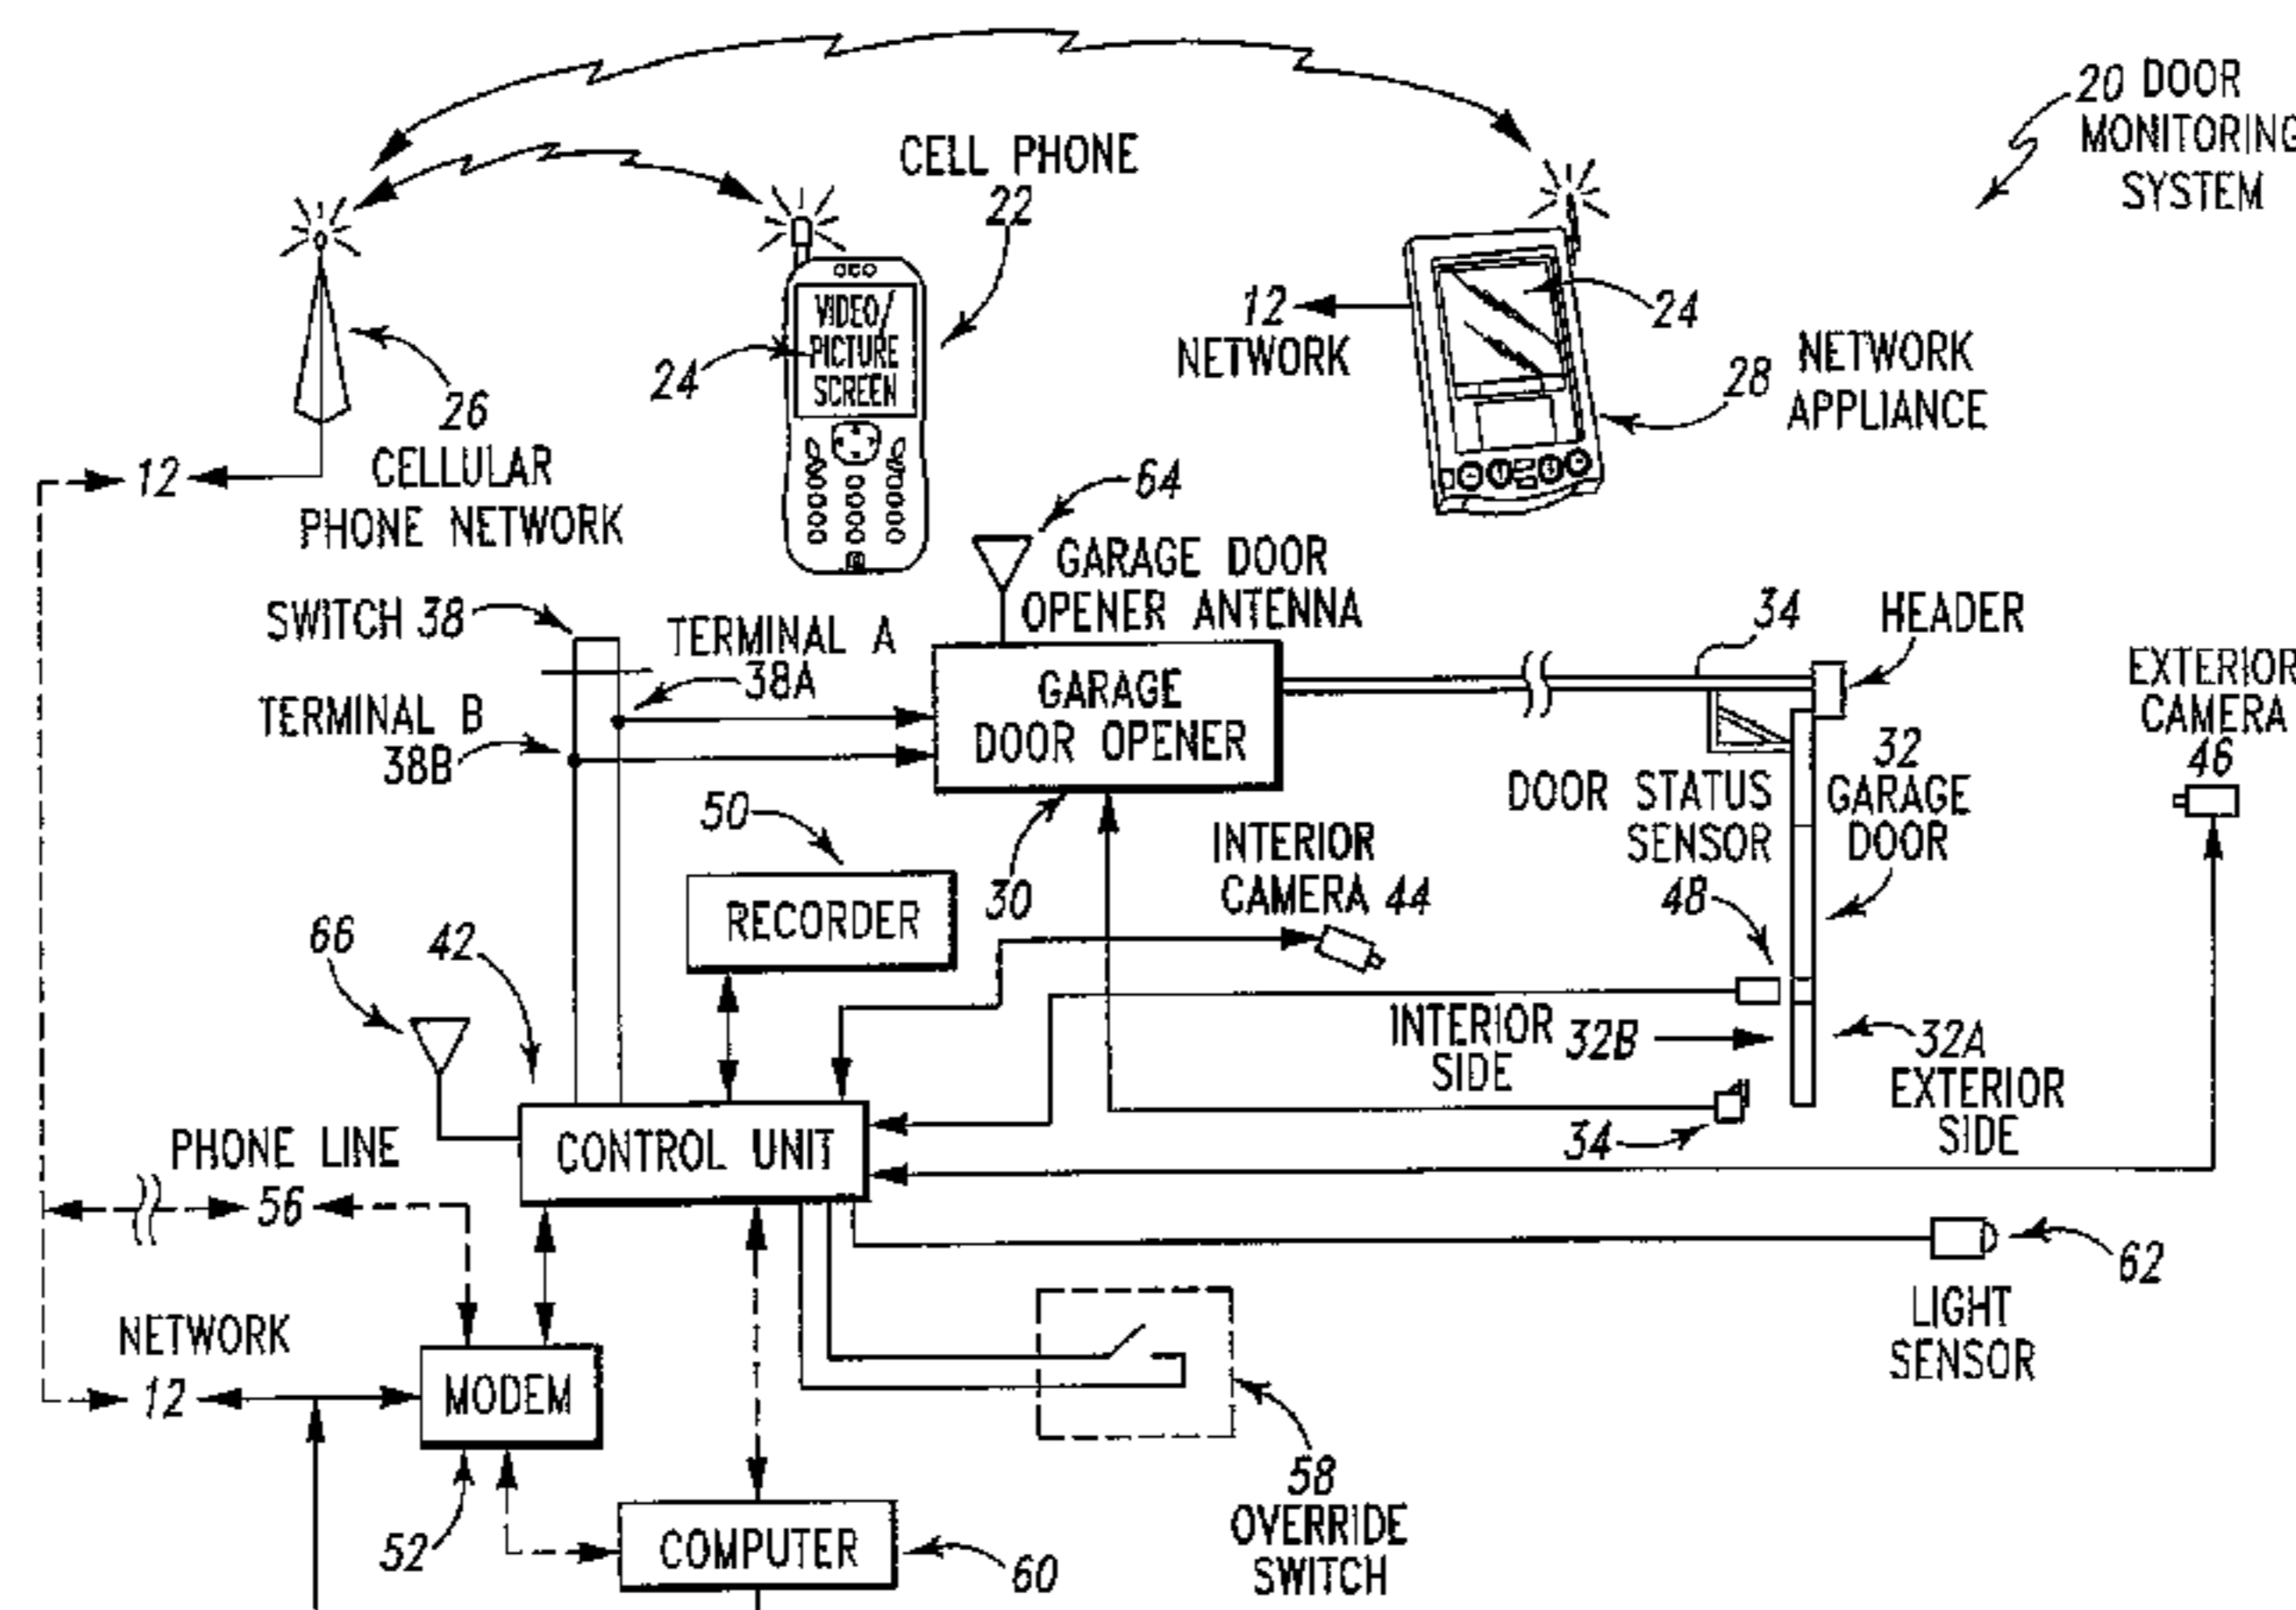 20 DOOR
MONITORING
SYSTEM
CELL PHONE
22
VIDEO/
PICTURE
SCREEN
24
12
NETWORK
24
28 NETWORK
APPLIANCE
26
CELLULAR
PHONE NETWORK
12
64
GARAGE DOOR
OPENER ANTENNA
SWITCH 38
TERMINAL A
38A
TERMINAL B
38B
GARAGE
DOOR OPENER
30
34
HEADER
EXTERIOR
CAMERA
46
DOOR STATUS
SENSOR
48
32
GARAGE
DOOR
50
RECORDER
INTERIOR
CAMERA 44
66
42
INTERIOR
SIDE
32B
32A
EXTERIOR
SIDE
34
CONTROL UNIT
PHONE LINE
56
62
LIGHT
SENSOR
NETWORK
12
MODEM
52
58
OVERRIDE
SWITCH
COMPUTER
60